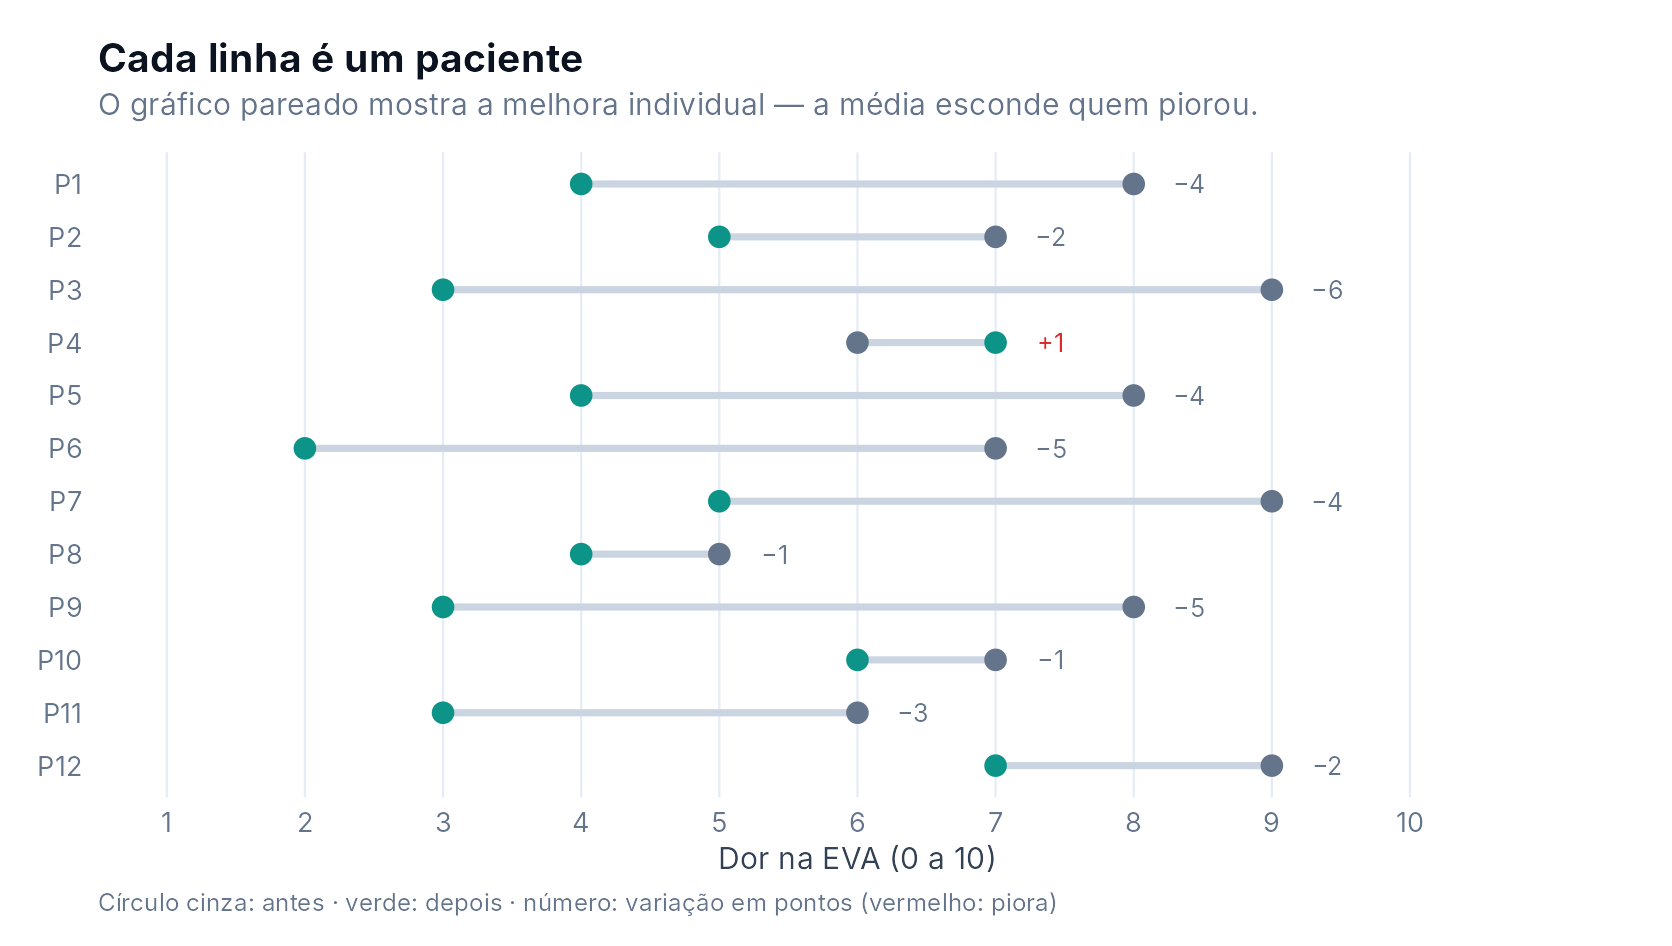 Cada linha é um paciente
O gráfico pareado mostra a melhora individual — a média esconde quem piorou.
P1 −4
P2 −2
P3 −6
P4 +1
P5 −4
P6 −5
P7 −4
P8 −1
P9 −5
P10 −1
P11 −3
P12 −2
1 2 3 4 5 6 7 8 9 10
Dor na EVA (0 a 10)
Círculo cinza: antes · verde: depois · número: variação em pontos (vermelho: piora)